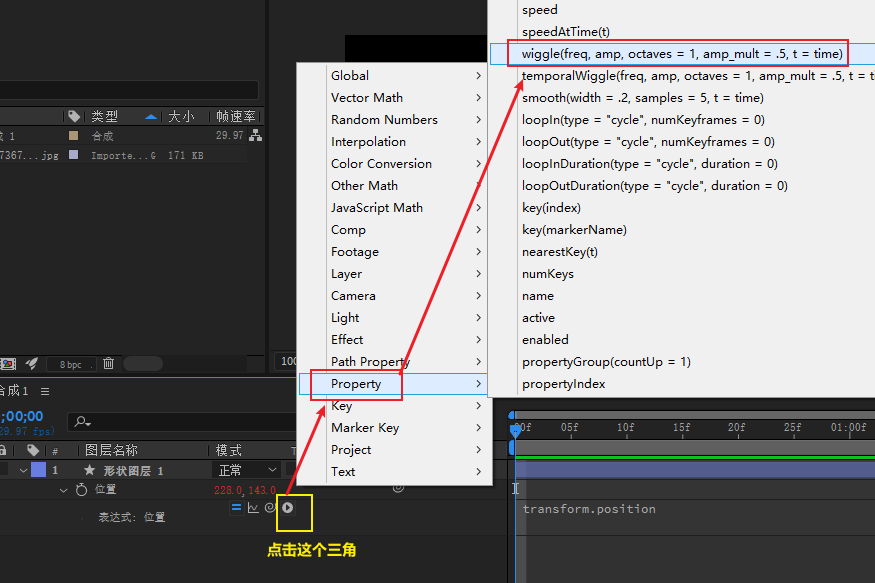 speed
speedAtTime(t)
wiggle(freq, amp, octaves = 1, amp_mult = .5, t = time)
temporalWiggle(freq, amp, octaves = 1, amp_mult = .5, t = ti
smooth(width = .2, samples = 5, t = time)
loopIn(type = "cycle", numKeyframes = 0)
loopOut(type = "cycle", numKeyframes = 0)
loopInDuration(type = "cycle", duration = 0)
loopOutDuration(type = "cycle", duration = 0)
key(index)
key(markerName)
nearestKey(t)
numKeys
name
active
enabled
propertyGroup(countUp = 1)
propertyIndex
Global
Vector Math
Random Numbers
Interpolation
Color Conversion
Other Math
JavaScript Math
Comp
Footage
Layer
Camera
Light
Effect
Path Property
Property
Key
Marker Key
Project
Text
类型 大小 帧速率
1 合成 29.97
7367...jpg Importe...G 171 KB
8 bpc
100
合成1
;00;00
29.97 fps)
# 图层名称 模式 T
1 形状图层 1 正常
位置 228.0,143.0
表达式: 位置
点击这个三角
00f 05f 10f 15f 20f 25f 01:00f
transform.position